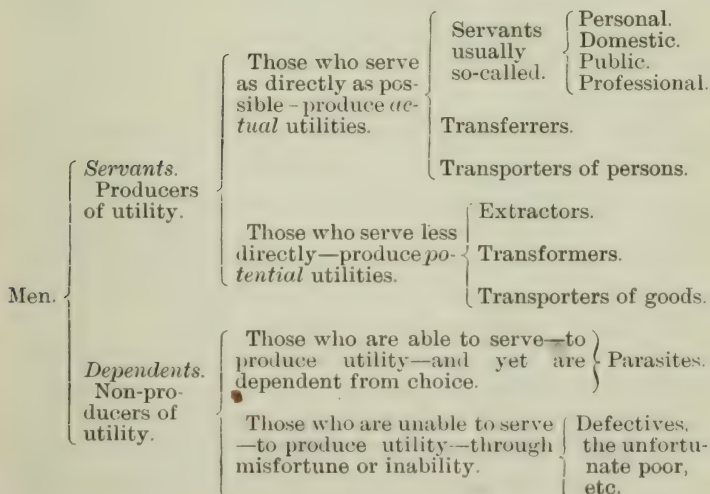 Men.
Servants.
Producers
of utility.
Those who serve
as directly as pos-
sible - produce ac-
tual utilities.
Servants
usually
so-called.
Personal.
Domestic.
Public.
Professional.
Transferrers.
Transporters of persons.
Those who serve less
directly—produce po-
tential utilities.
Extractors.
Transformers.
Transporters of goods.
Dependents.
Non-pro-
ducers of
utility.
Those who are able to serve—to
produce utility—and yet are
dependent from choice.
Parasites.
Those who are unable to serve
—to produce utility—through
misfortune or inability.
Defectives,
the unfortu-
nate poor,
etc.